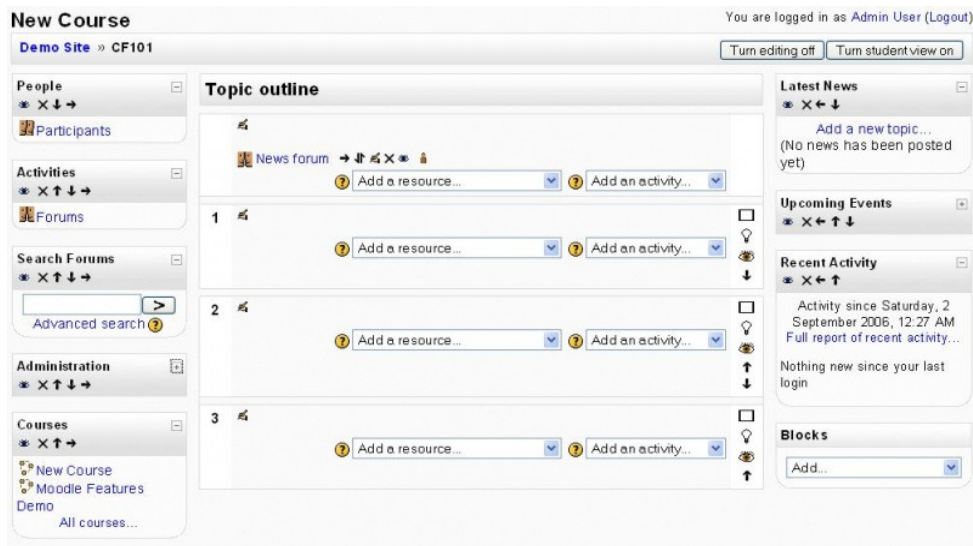 New Course
You are logged in as Admin User (Logout)
Demo Site » CF101
Turn editing off
Turn student view on
People
Participants
Activities
Forums
Search Forums
>
Advanced search
Administration
Courses
New Course
Moodle Features
Demo
All courses...
Topic outline
News forum
Add a resource...
Add an activity...
1
Add a resource...
Add an activity...
2
Add a resource...
Add an activity...
3
Add a resource...
Add an activity...
Latest News
Add a new topic...
(No news has been posted
yet)
Upcoming Events
Recent Activity
Activity since Saturday, 2
September 2006, 12:27 AM
Full report of recent activity...
Nothing new since your last
login
Blocks
Add...